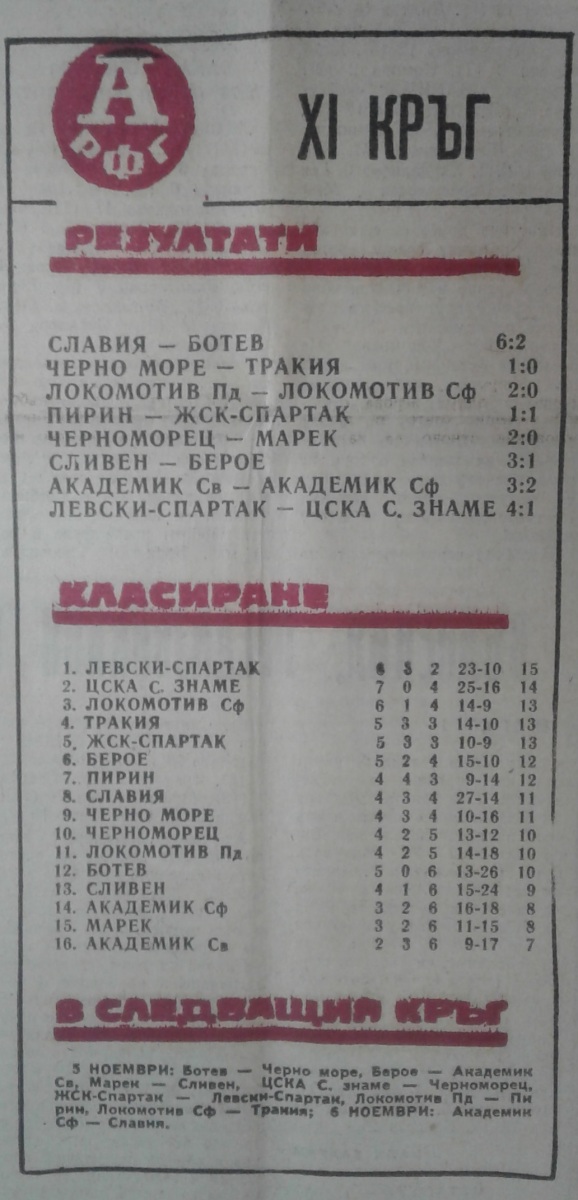 А
РФГ
XI КРЪГ
РЕЗУЛТАТИ
СЛАВИЯ — БОТЕВ 6:2
ЧЕРНО МОРЕ — ТРАКИЯ 1:0
ЛОКОМОТИВ Пд — ЛОКОМОТИВ Сф 2:0
ПИРИН — ЖСК-СПАРТАК 1:1
ЧЕРНОМОРЕЦ — МАРЕК 2:0
СЛИВЕН — БЕРОЕ 3:1
АКАДЕМИК Св — АКАДЕМИК Сф 3:2
ЛЕВСКИ-СПАРТАК — ЦСКА С. ЗНАМЕ 4:1
КЛАСИРАНЕ
1. ЛЕВСКИ-СПАРТАК 3 2 23-10 15
2. ЦСКА С. ЗНАМЕ 7 0 4 25-16 14
3. ЛОКОМОТИВ Сф 6 1 4 14-9 13
4. ТРАКИЯ 5 3 3 14-10 13
5. ЖСК-СПАРТАК 5 3 3 10-9 13
6. БЕРОЕ 5 2 4 15-10 12
7. ПИРИН 4 4 3 9-14 12
8. СЛАВИЯ 4 3 4 27-14 11
9. ЧЕРНО МОРЕ 4 3 4 10-16 11
10. ЧЕРНОМОРЕЦ 4 2 5 13-12 10
11. ЛОКОМОТИВ Пд 4 2 5 14-18 10
12. БОТЕВ 5 0 6 13-26 10
13. СЛИВЕН 4 1 6 15-24 9
14. АКАДЕМИК Сф 3 2 6 16-18 8
15. МАРЕК 3 2 6 11-15 8
16. АКАДЕМИК Св 2 3 6 9-17 7
В СЛЕДВАЩИЯ КРЪГ
5 НОЕМВРИ: Ботев — Черно море, Берое — Академик
Св, Марек — Сливен, ЦСКА С. знаме — Черноморец,
ЖСК-Спартак — Левски-Спартак, Локомотив Пд — Пи
рин, Локомотив Сф — Тракия; 6 НОЕМВРИ: Академик
Сф — Славия.